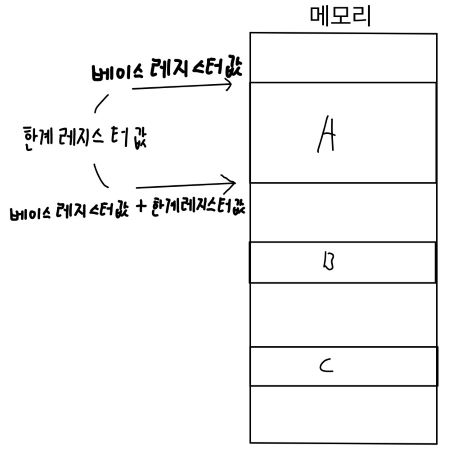 메모리
베이스 레지스터 값
A
한계 레지스터 값
베이스 레지스터 값 + 한계 레지스터 값
B
C